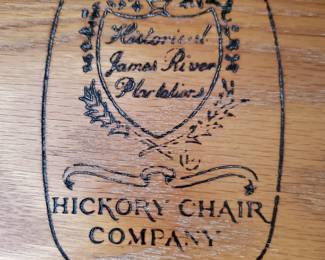 Historical
James River
Plantations
HICKORY CHAIR
COMPANY